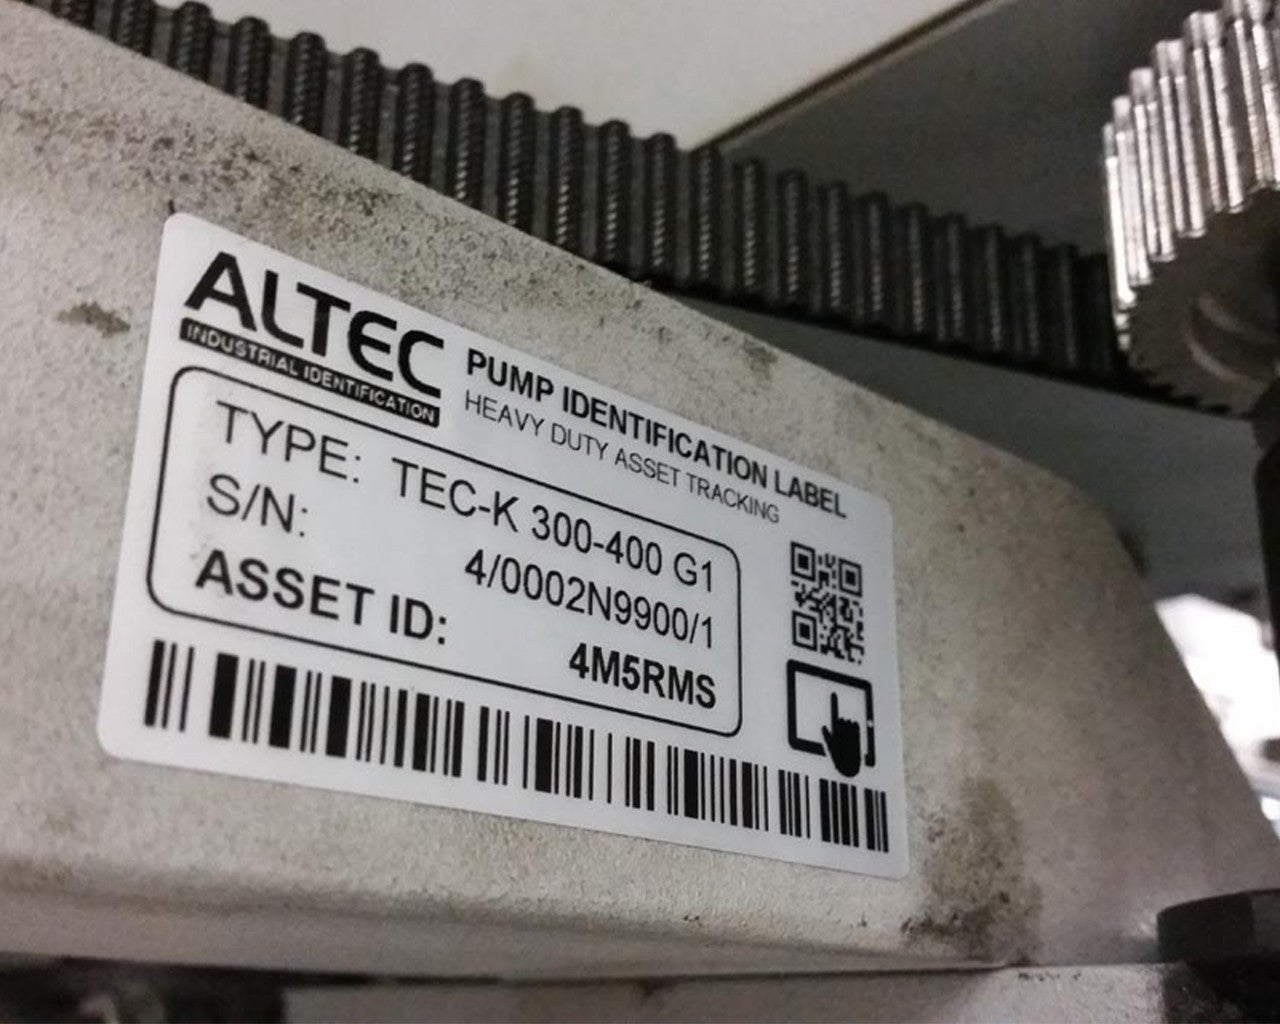 ALTEC
INDUSTRIAL IDENTIFICATION
PUMP IDENTIFICATION LABEL
HEAVY DUTY ASSET TRACKING
TYPE: TEC-K 300-400 G1
S/N: 4/0002N9900/1
ASSET ID: 4M5RMS